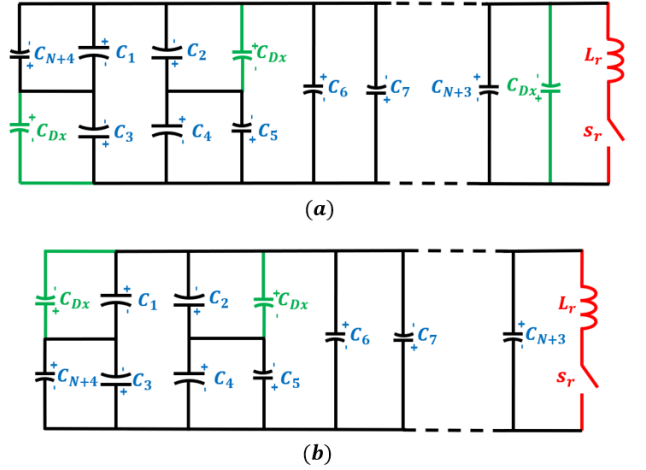 C_{N+4} C_1 C_2 C_{Dx} L_r
C_6 C_7 C_{N+3} C_{Dx}
C_{Dx} C_3 C_4 C_5 s_r
(a)
C_{Dx} C_1 C_2 C_{Dx} L_r
C_6 C_7 C_{N+3}
C_{N+4} C_3 C_4 C_5 s_r
(b)